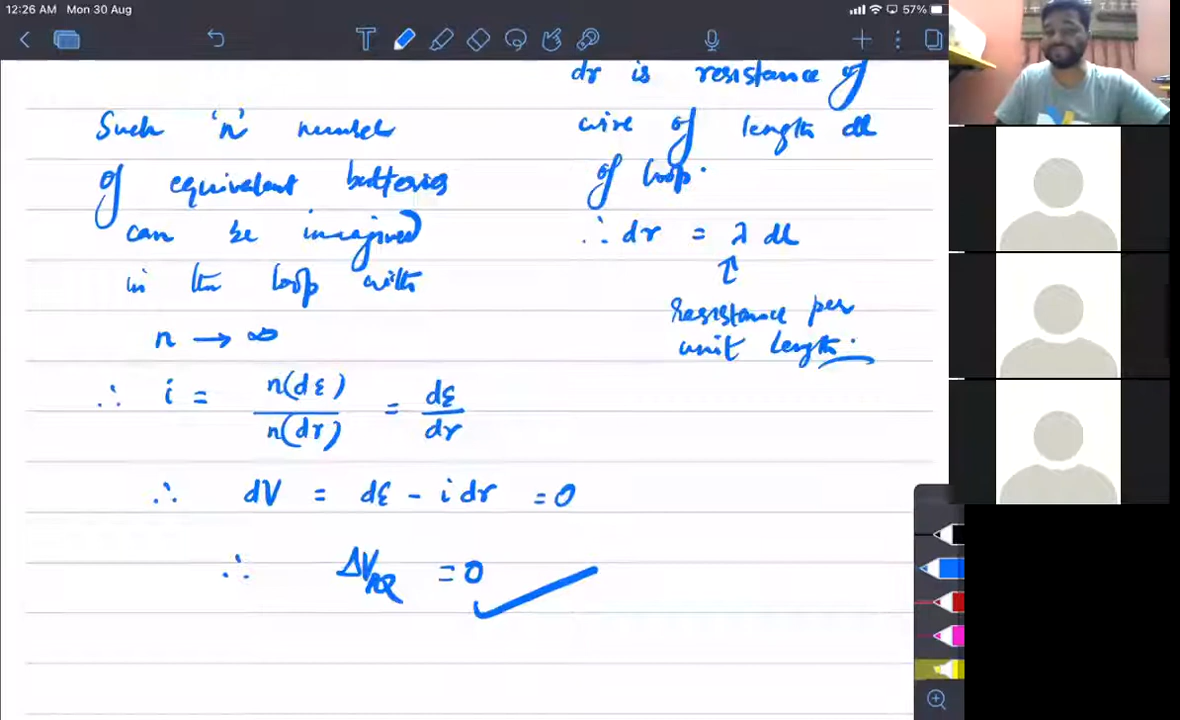 12:26 AM Mon 30 Aug
57%
T
dr is resistance of
wire of length dl
of loop.
∴ dr = λ dl
Resistance per
unit length.
Such 'n' number
of equivalent batteries
can be imagined
in the loop with
n → ∞
∴ i = n(dε) / n(dr) = dε / dr
∴ dV = dε - i dr = 0
∴ ΔV_PQ = 0